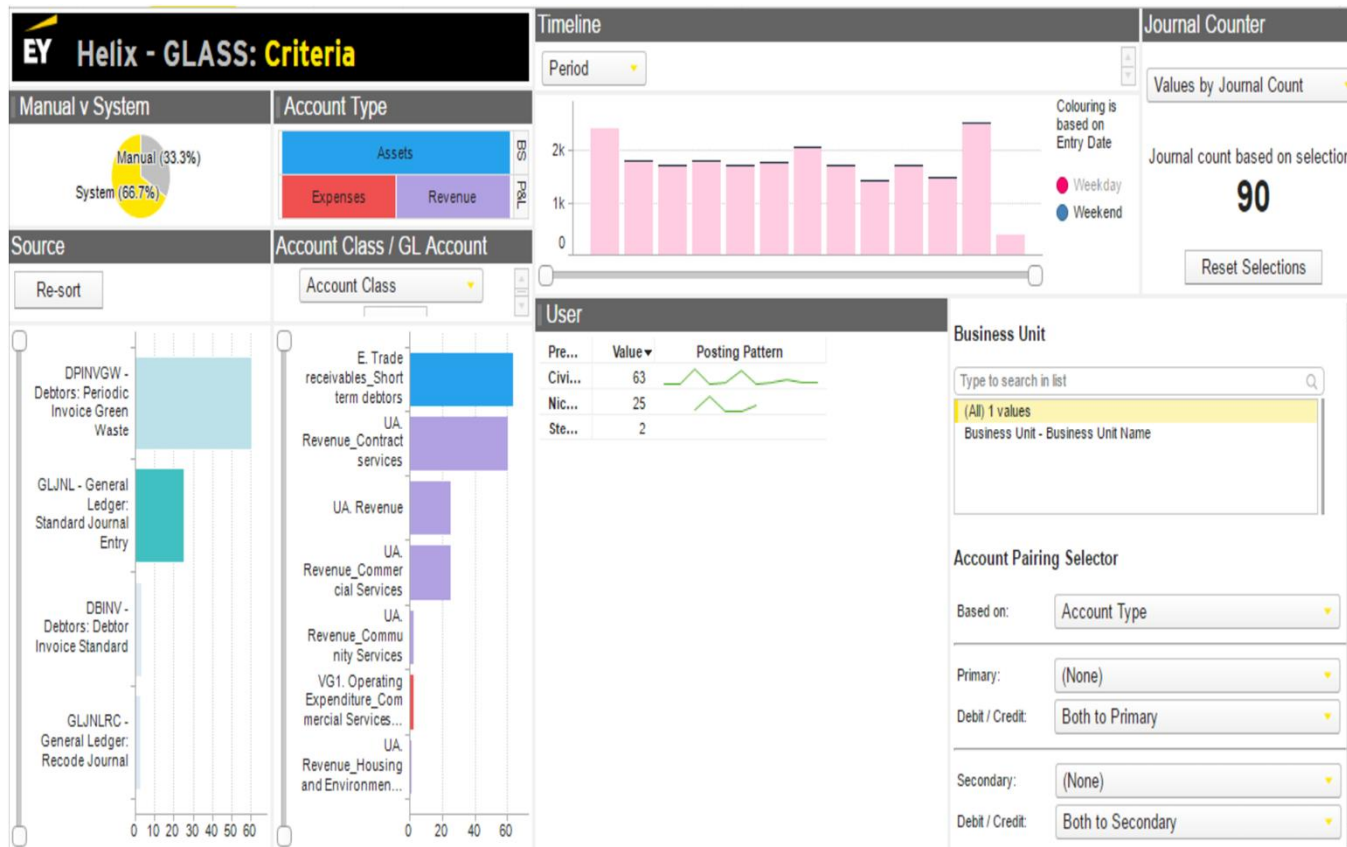 EY
Helix - GLASS: Criteria
Manual v System
Manual (33.3%)
System (66.7%)
Account Type
Assets
BS
Expenses
Revenue
P&L
Source
Re-sort
DPINVGW -
Debtors: Periodic
Invoice Green
Waste
GLJNL - General
Ledger:
Standard Journal
Entry
DBINV -
Debtors: Debtor
Invoice Standard
GLJNLRC -
General Ledger:
Recode Journal
0 10 20 30 40 50 60
Account Class / GL Account
Account Class
E. Trade
receivables_Short
term debtors
UA.
Revenue_Contract
services
UA. Revenue
UA.
Revenue_Commer
cial Services
UA.
Revenue_Commu
nity Services
VG1. Operating
Expenditure_Com
mercial Services...
UA.
Revenue_Housing
and Environmen...
0 20 40 60
Timeline
Period
2k
1k
0
Colouring is
based on
Entry Date
Weekday
Weekend
Journal Counter
Values by Journal Count
Journal count based on selection
90
Reset Selections
User
Pre... Value Posting Pattern
Civi... 63
Nic... 25
Ste... 2
Business Unit
Type to search in list
(All) 1 values
Business Unit - Business Unit Name
Account Pairing Selector
Based on: Account Type
Primary: (None)
Debit / Credit: Both to Primary
Secondary: (None)
Debit / Credit: Both to Secondary